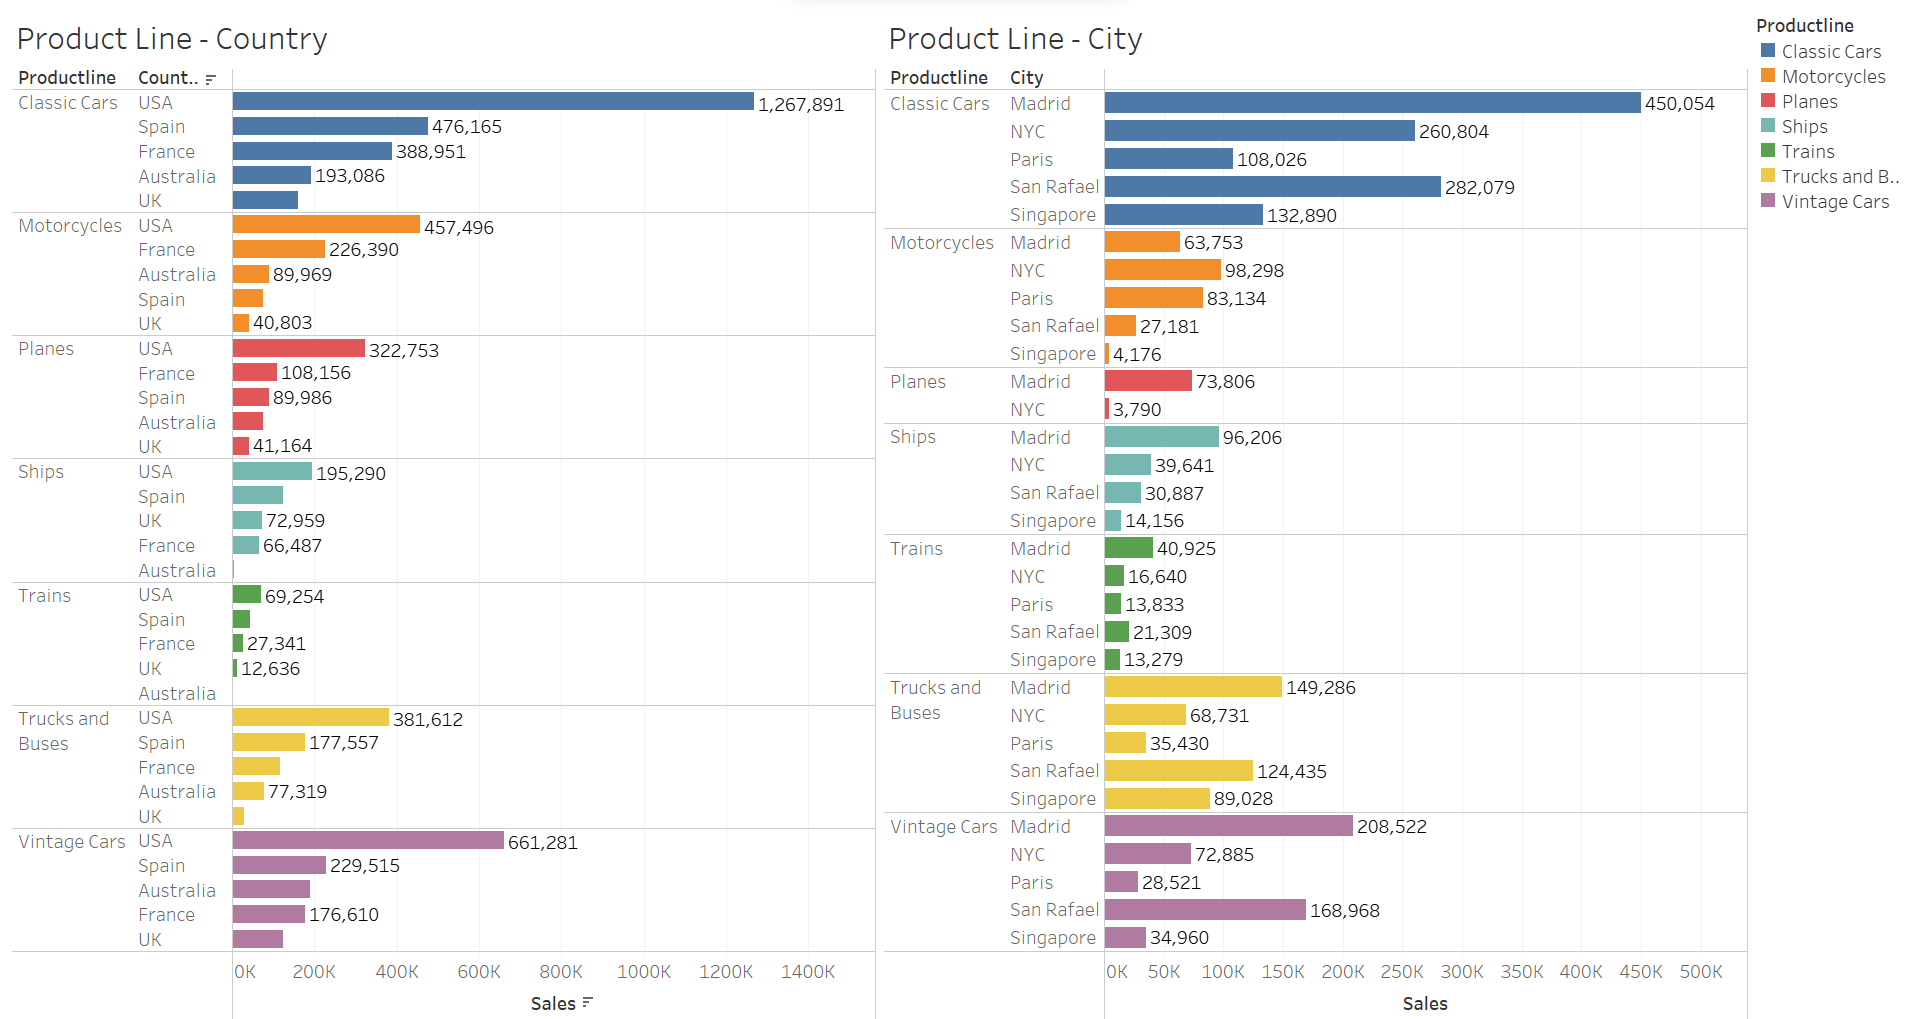 Product Line - Country
Productline Count..
Classic Cars USA 1,267,891
Spain 476,165
France 388,951
Australia 193,086
UK
Motorcycles USA 457,496
France 226,390
Australia 89,969
Spain
UK 40,803
Planes USA 322,753
France 108,156
Spain 89,986
Australia
UK 41,164
Ships USA 195,290
Spain
UK 72,959
France 66,487
Australia
Trains USA 69,254
Spain
France 27,341
UK 12,636
Australia
Trucks and USA 381,612
Buses Spain 177,557
France
Australia 77,319
UK
Vintage Cars USA 661,281
Spain 229,515
Australia
France 176,610
UK
0K 200K 400K 600K 800K 1000K 1200K 1400K
Sales
Product Line - City
Productline City
Classic Cars Madrid 450,054
NYC 260,804
Paris 108,026
San Rafael 282,079
Singapore 132,890
Motorcycles Madrid 63,753
NYC 98,298
Paris 83,134
San Rafael 27,181
Singapore 4,176
Planes Madrid 73,806
NYC 3,790
Ships Madrid 96,206
NYC 39,641
San Rafael 30,887
Singapore 14,156
Trains Madrid 40,925
NYC 16,640
Paris 13,833
San Rafael 21,309
Singapore 13,279
Trucks and Madrid 149,286
Buses NYC 68,731
Paris 35,430
San Rafael 124,435
Singapore 89,028
Vintage Cars Madrid 208,522
NYC 72,885
Paris 28,521
San Rafael 168,968
Singapore 34,960
0K 50K 100K 150K 200K 250K 300K 350K 400K 450K 500K
Sales
Productline
Classic Cars
Motorcycles
Planes
Ships
Trains
Trucks and B..
Vintage Cars